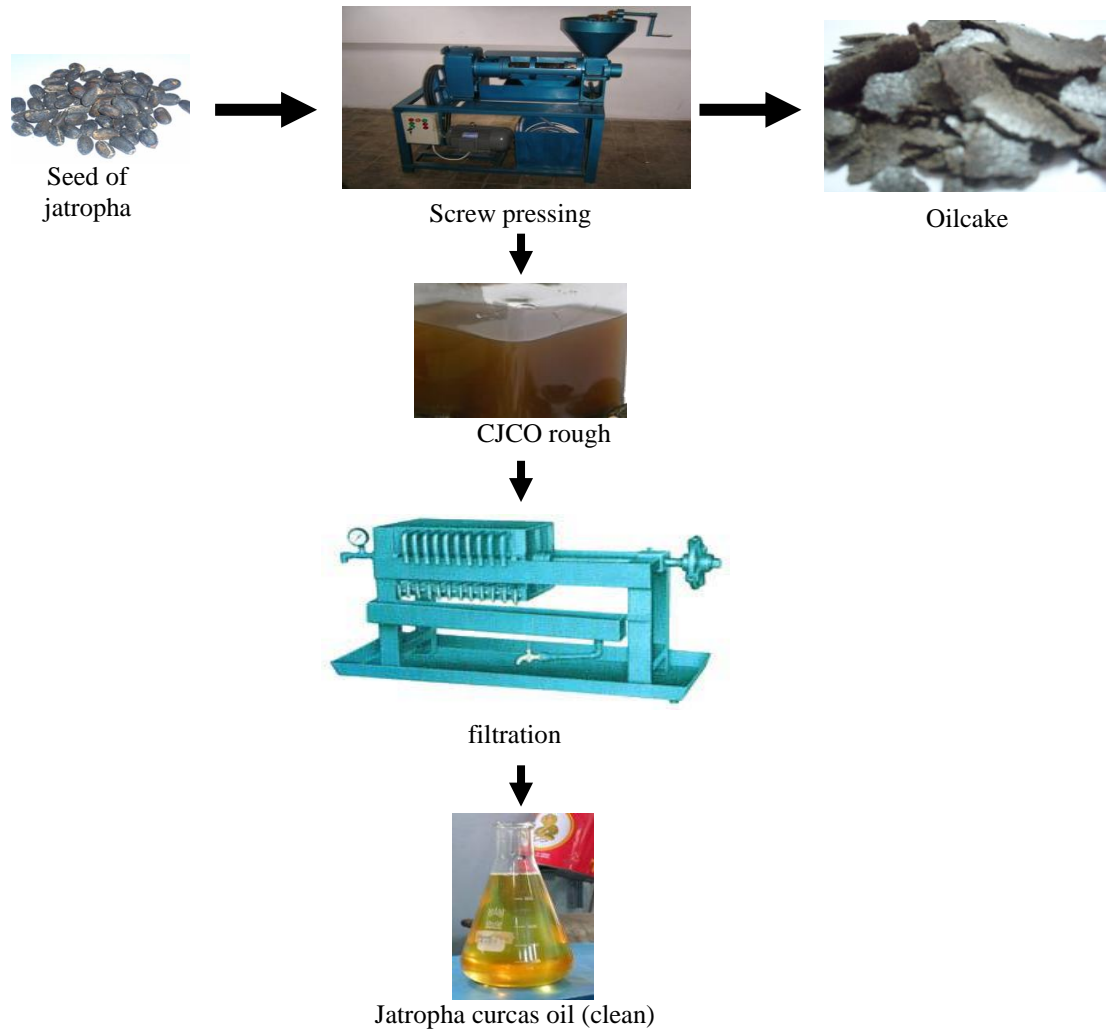 Seed of
jatropha
Screw pressing
Oilcake
CJCO rough
filtration
Jatropha curcas oil (clean)